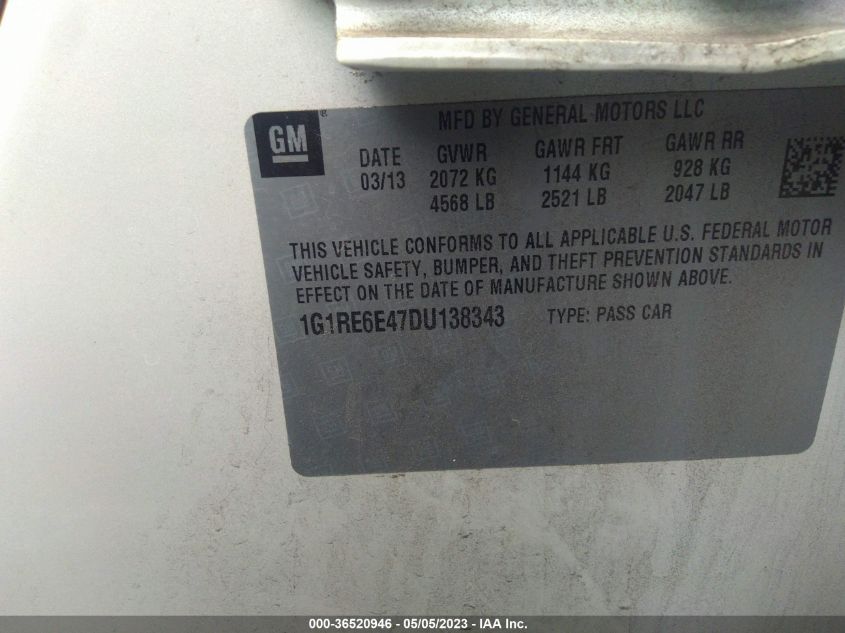 MFD BY GENERAL MOTORS LLC
GM ®
DATE GVWR GAWR FRT GAWR RR
03/13 2072 KG 1144 KG 928 KG
4568 LB 2521 LB 2047 LB
THIS VEHICLE CONFORMS TO ALL APPLICABLE U.S. FEDERAL MOTOR
VEHICLE SAFETY, BUMPER, AND THEFT PREVENTION STANDARDS IN
EFFECT ON THE DATE OF MANUFACTURE SHOWN ABOVE.
1G1RE6E47DU138343 TYPE: PASS CAR
000-36520946 - 05/05/2023 - IAA Inc.